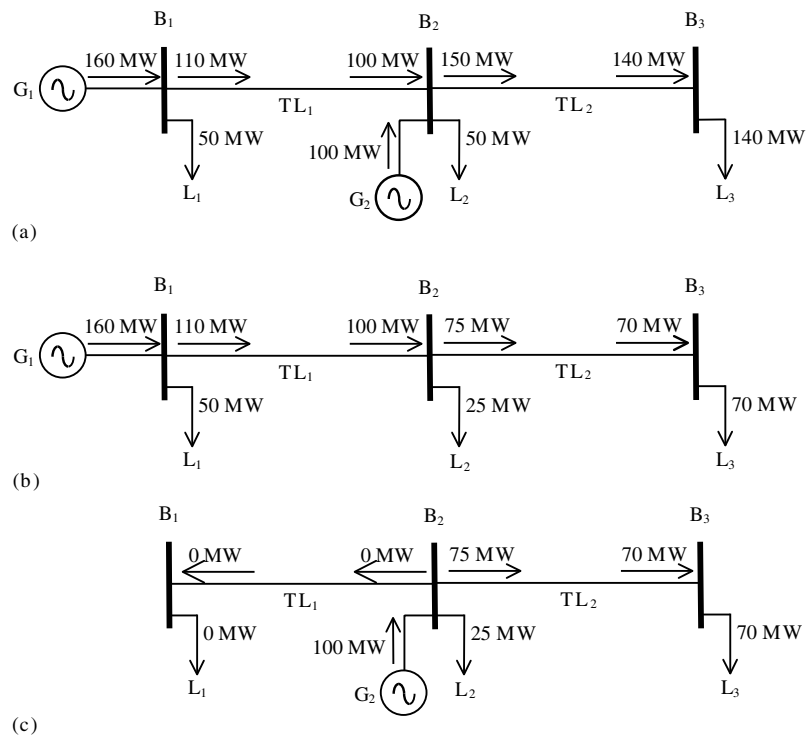 B₁ B₂ B₃
160 MW 110 MW 100 MW 150 MW 140 MW
G₁
TL₁ TL₂
50 MW 100 MW 50 MW 140 MW
L₁ G₂ L₂ L₃
(a)
B₁ B₂ B₃
160 MW 110 MW 100 MW 75 MW 70 MW
G₁
TL₁ TL₂
50 MW 25 MW 70 MW
L₁ L₂ L₃
(b)
B₁ B₂ B₃
0 MW 0 MW 75 MW 70 MW
TL₁ TL₂
0 MW 100 MW 25 MW 70 MW
L₁ G₂ L₂ L₃
(c)